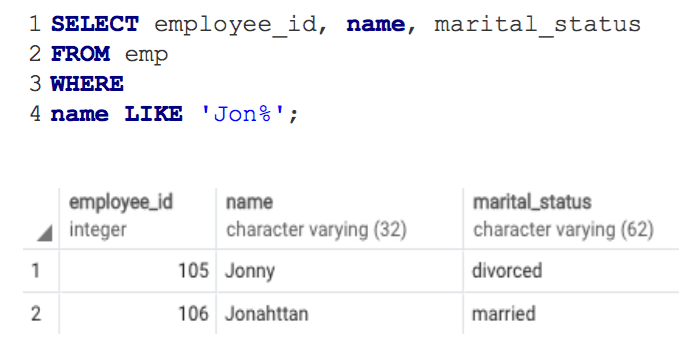 1 SELECT employee_id, name, marital_status
2 FROM emp
3 WHERE
4 name LIKE 'Jon%';
employee_id name marital_status
integer character varying (32) character varying (62)
1 105 Jonny divorced
2 106 Jonahttan married